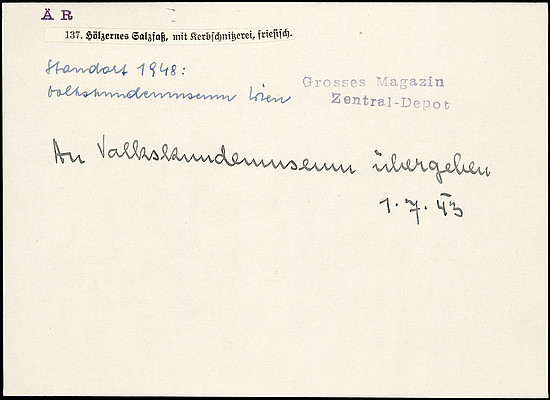 Ä R
137. Hölzernes Salzfaß, mit Kerbschnitzerei, friesisch.
Standort 1948:
Volkskundemuseum Wien
Grosses Magazin
Zentral-Depot
An Volkskundemuseum übergeben
1. 7. 43